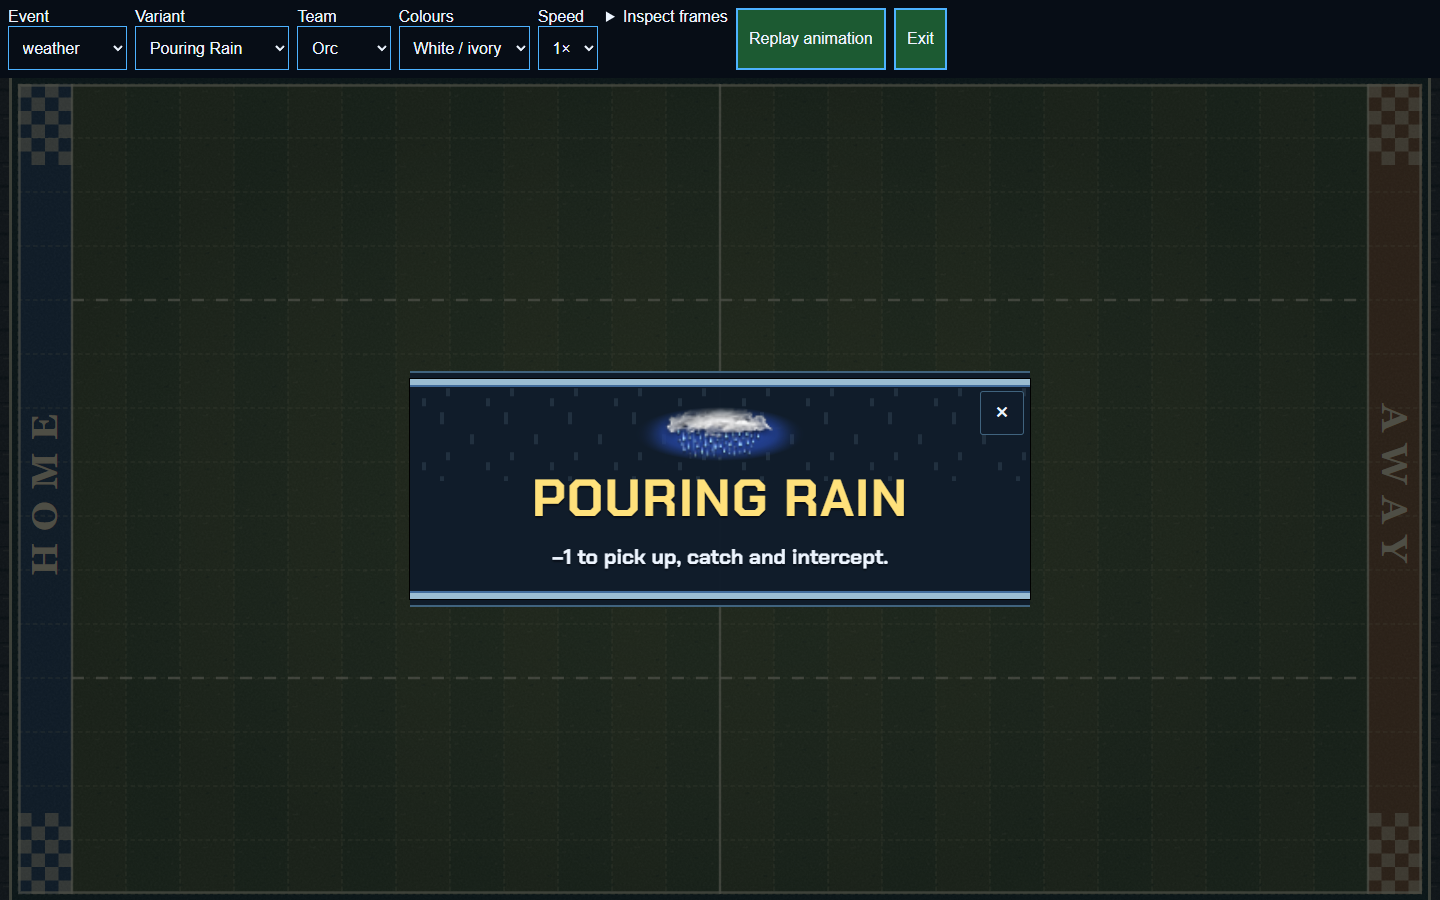 Event Variant Team Colours Speed
weather Pouring Rain Orc White / ivory 1× ▶ Inspect frames Replay animation Exit
HOME
AWAY
×
POURING RAIN
–1 to pick up, catch and intercept.